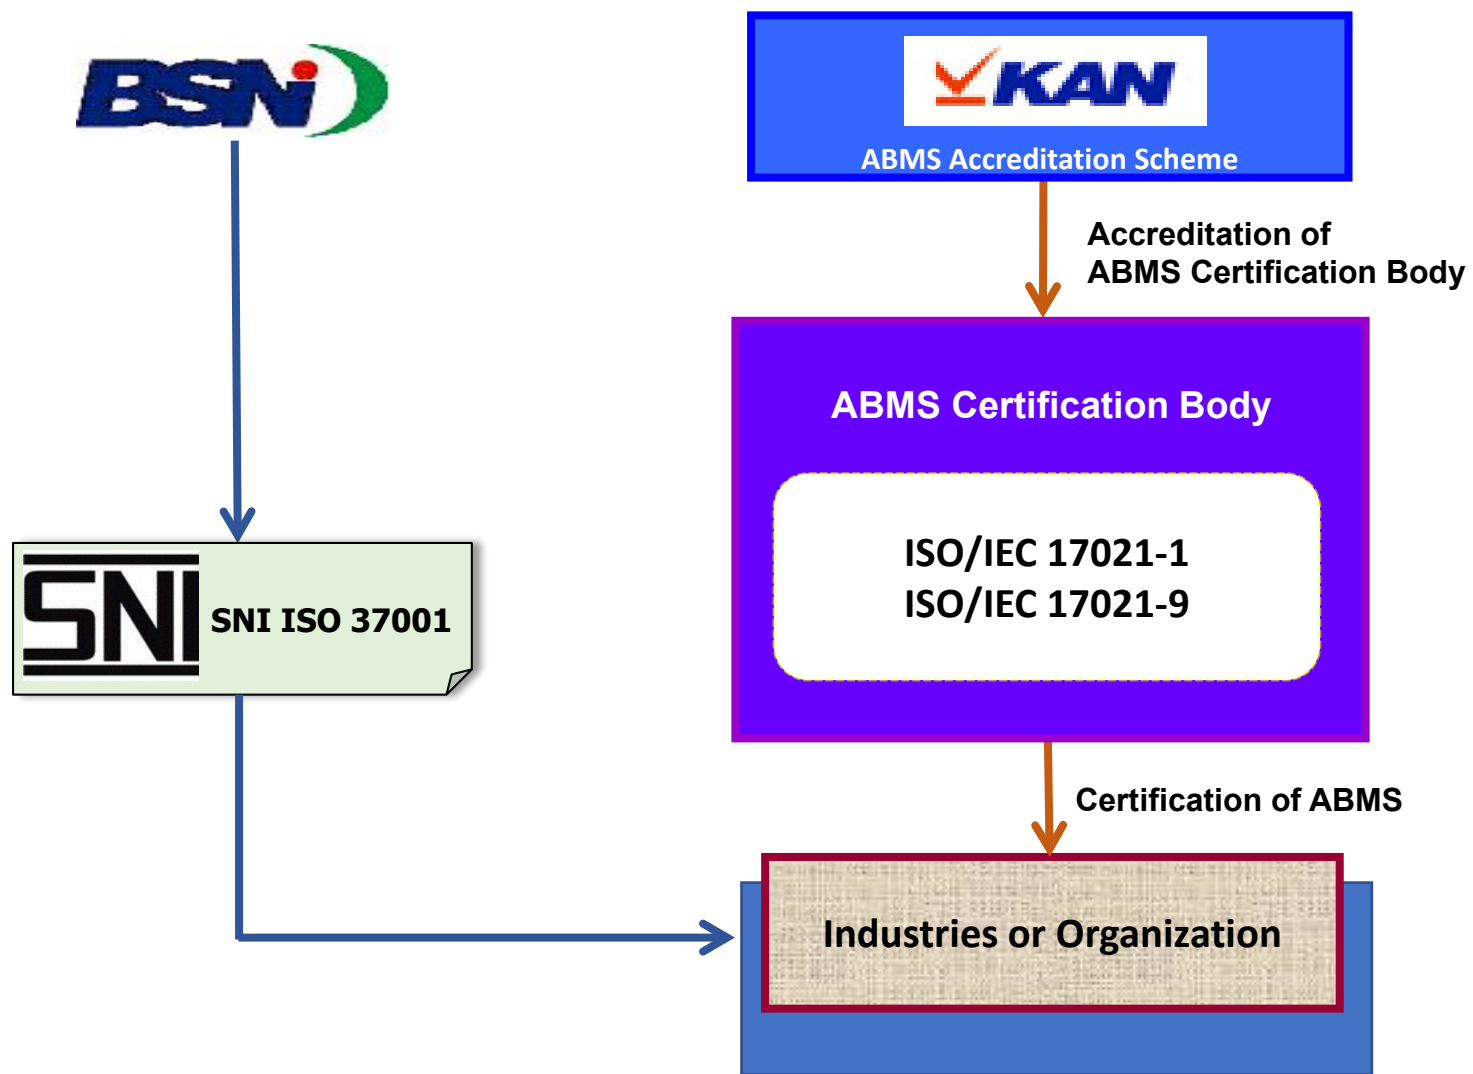 BSN
KAN
ABMS Accreditation Scheme
Accreditation of
ABMS Certification Body
ABMS Certification Body
ISO/IEC 17021-1
ISO/IEC 17021-9
SNI
SNI ISO 37001
Certification of ABMS
Industries or Organization